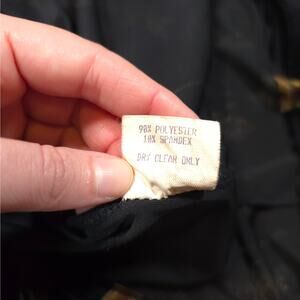 90% POLYESTER
10% SPANDEX
DRY CLEAN ONLY